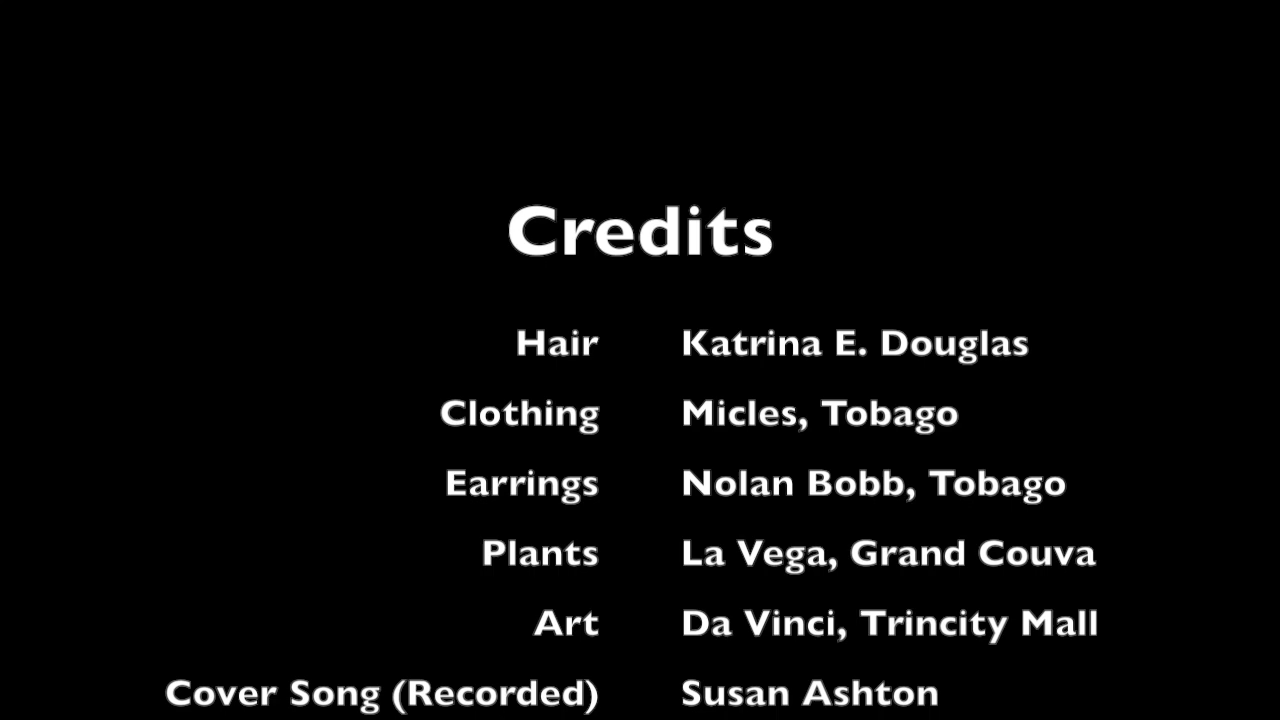 Credits
Hair Katrina E. Douglas
Clothing Micles, Tobago
Earrings Nolan Bobb, Tobago
Plants La Vega, Grand Couva
Art Da Vinci, Trincity Mall
Cover Song (Recorded) Susan Ashton